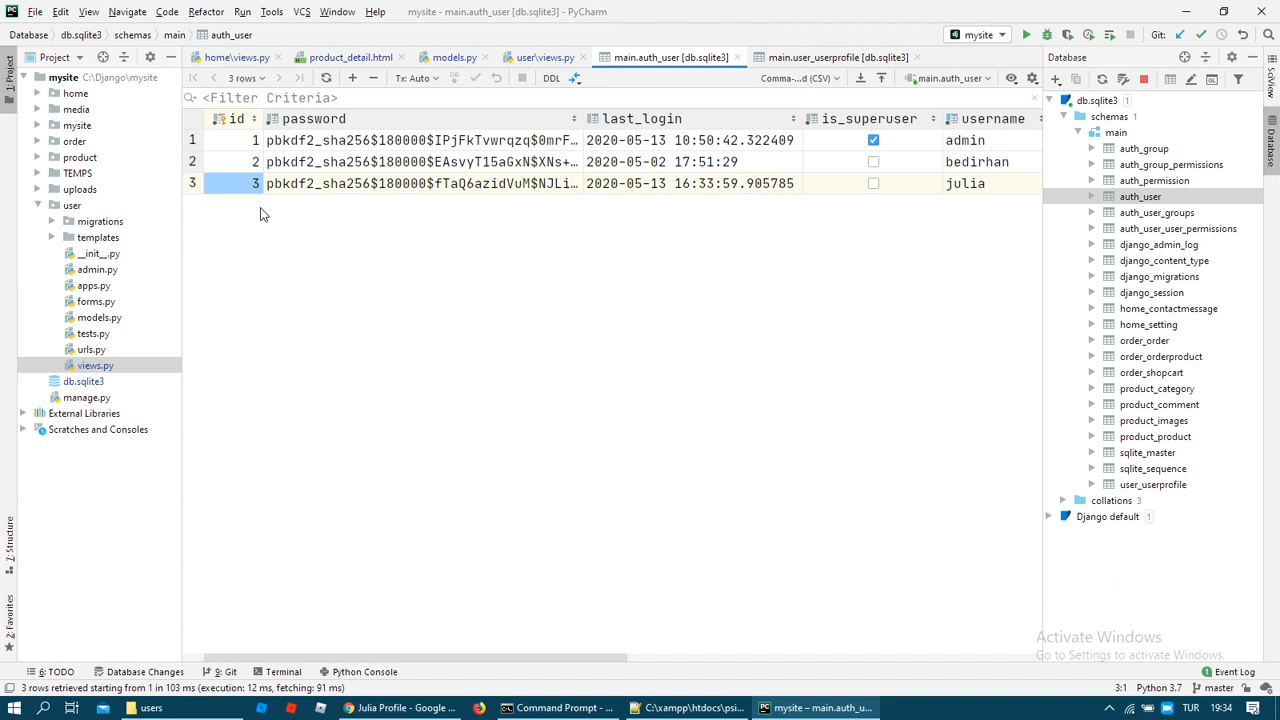 File Edit View Navigate Code Refactor Run Tools VCS Window Help mysite - main.auth_user [db.sqlite3] - PyCharm
Database db.sqlite3 schemas main auth_user mysite Git:
Project home\views.py product_detail.html models.py user\views.py main.auth_user [db.sqlite3] main.user_userprofile [db.sqlite3] Database
3 rows Tx: Auto DDL Comma-...d (CSV) main.auth_user
<Filter Criteria>
id password last_login is_superuser username
1 1 pbkdf2_sha256$180000$IPjFkTvwrqzq$0mrF... 2020-05-13 10:50:42.322409 admin
2 2 pbkdf2_sha256$180000$EAsvyT15aGxN$XNs+... 2020-05-02 17:51:29 bedirhan
3 3 pbkdf2_sha256$180000$fTaQ6azidVuM$NJLi... 2020-05-13 16:33:59.905785 julia
1: Project
mysite C:\Django\mysite
home
media
mysite
order
product
TEMPS
uploads
user
migrations
templates
__init__.py
admin.py
apps.py
forms.py
models.py
tests.py
urls.py
views.py
db.sqlite3
manage.py
External Libraries
Scratches and Consoles
7: Structure
2: Favorites
db.sqlite3 1
schemas 1
main
auth_group
auth_group_permissions
auth_permission
auth_user
auth_user_groups
auth_user_user_permissions
django_admin_log
django_content_type
django_migrations
django_session
home_contactmessage
home_setting
order_order
order_orderproduct
order_shopcart
product_category
product_comment
product_images
product_product
sqlite_master
sqlite_sequence
user_userprofile
collations 3
Django default 1
SciView
Database
Activate Windows
Go to Settings to activate Windows.
6: TODO Database Changes 9: Git Terminal Python Console Event Log
3 rows retrieved starting from 1 in 103 ms (execution: 12 ms, fetching: 91 ms) 3:1 Python 3.7 master
users Julia Profile - Google ... Command Prompt - ... C:\xampp\htdocs\psi... mysite – main.auth_u... TUR 19:34